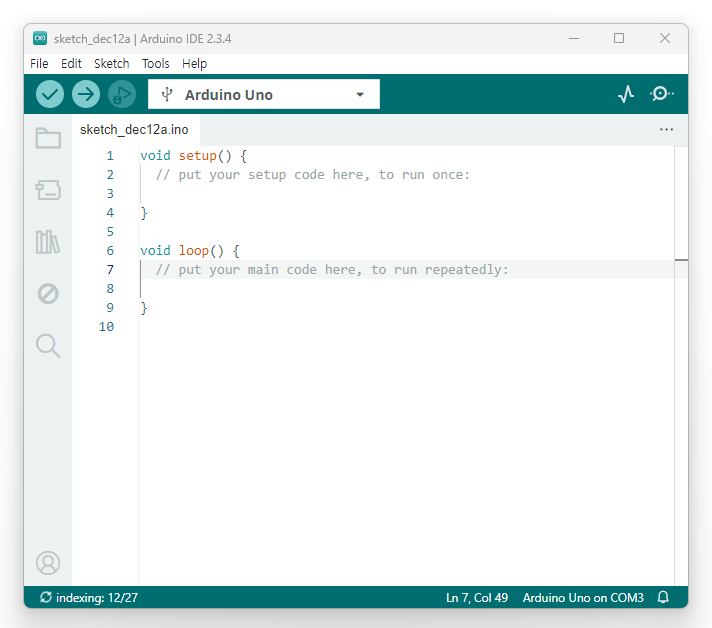 sketch_dec12a | Arduino IDE 2.3.4
File Edit Sketch Tools Help
Arduino Uno
sketch_dec12a.ino
1 void setup() {
2 // put your setup code here, to run once:
3
4 }
5
6 void loop() {
7 // put your main code here, to run repeatedly:
8
9 }
10
indexing: 12/27 Ln 7, Col 49 Arduino Uno on COM3